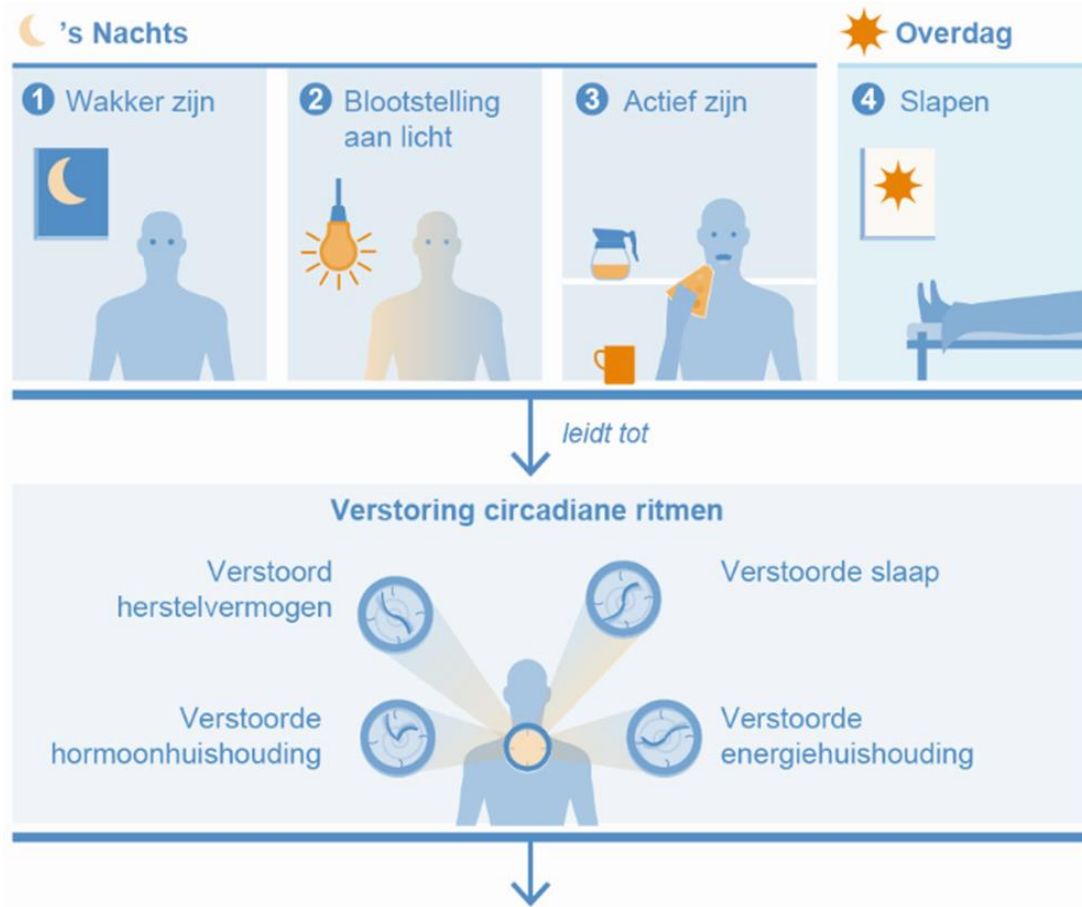 's Nachts
Overdag
1 Wakker zijn
2 Blootstelling
aan licht
3 Actief zijn
4 Slapen
leidt tot
Verstoring circadiane ritmen
Verstoord
herstelvermogen
Verstoorde slaap
Verstoorde
hormoonhuishouding
Verstoorde
energiehuishouding